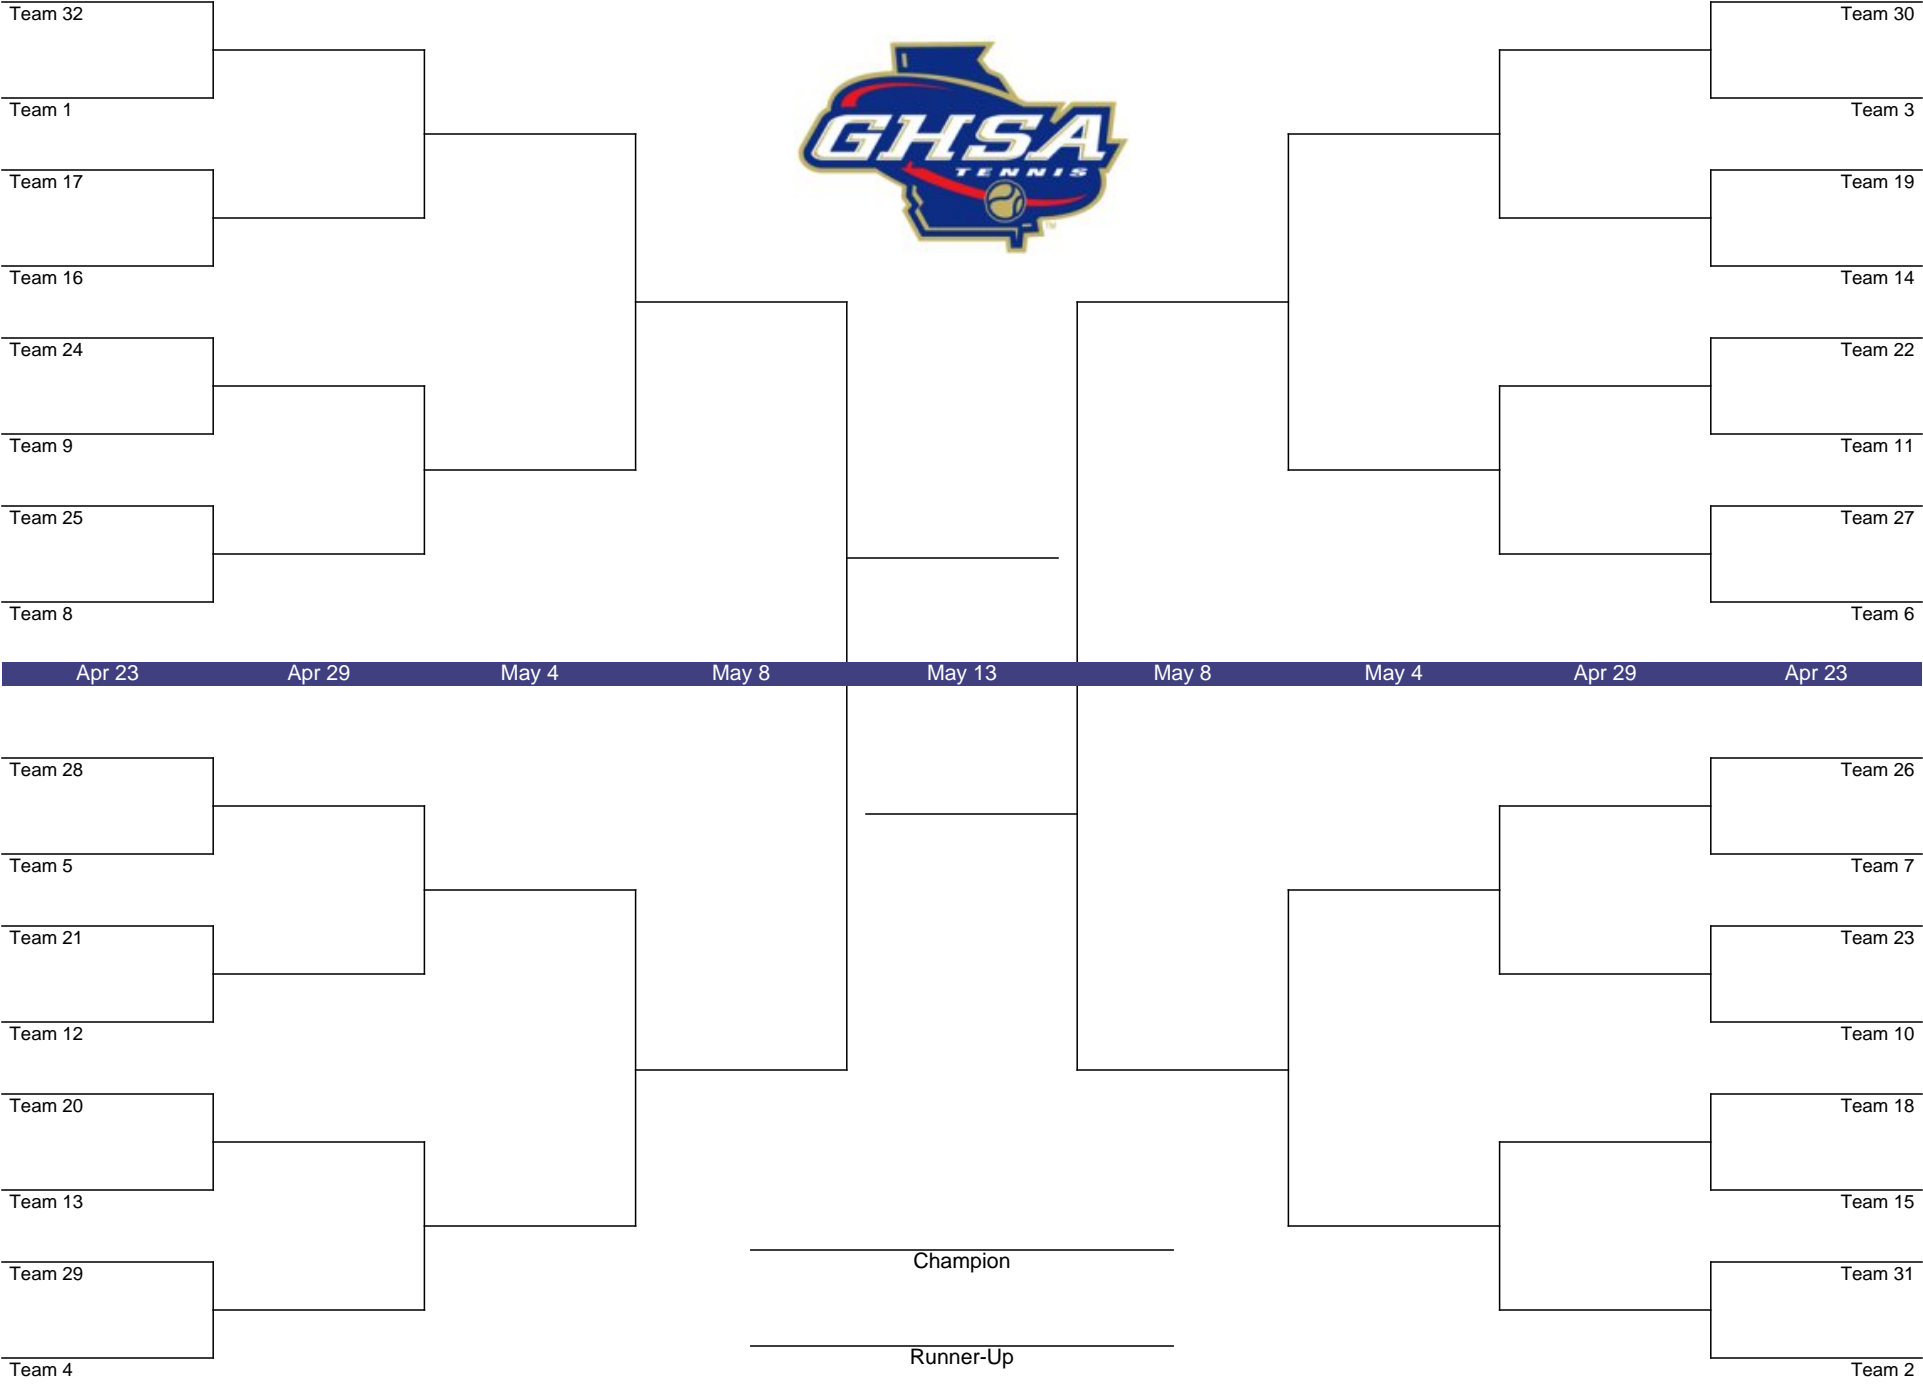 Team 32
Team 30
Team 1
Team 3
GHSA
TENNIS
TM
Team 17
Team 19
Team 16
Team 14
Team 24
Team 22
Team 9
Team 11
Team 25
Team 27
Team 8
Team 6
Apr 23 Apr 29 May 4 May 8 May 13 May 8 May 4 Apr 29 Apr 23
Team 28
Team 26
Team 5
Team 7
Team 21
Team 23
Team 12
Team 10
Team 20
Team 18
Team 13
Team 15
Champion
Team 29
Team 31
Runner-Up
Team 4
Team 2